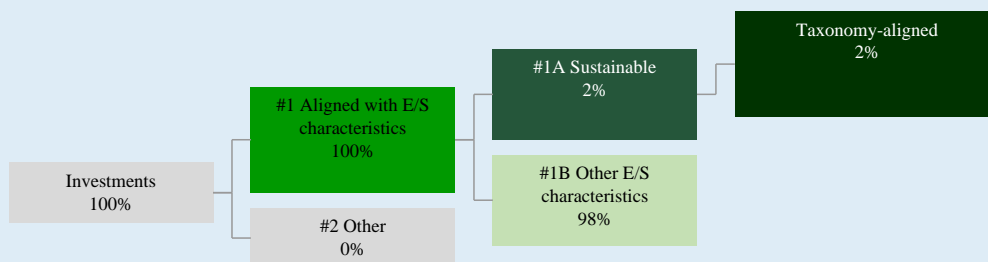 Investments
100%
#1 Aligned with E/S
characteristics
100%
#2 Other
0%
#1A Sustainable
2%
#1B Other E/S
characteristics
98%
Taxonomy-aligned
2%